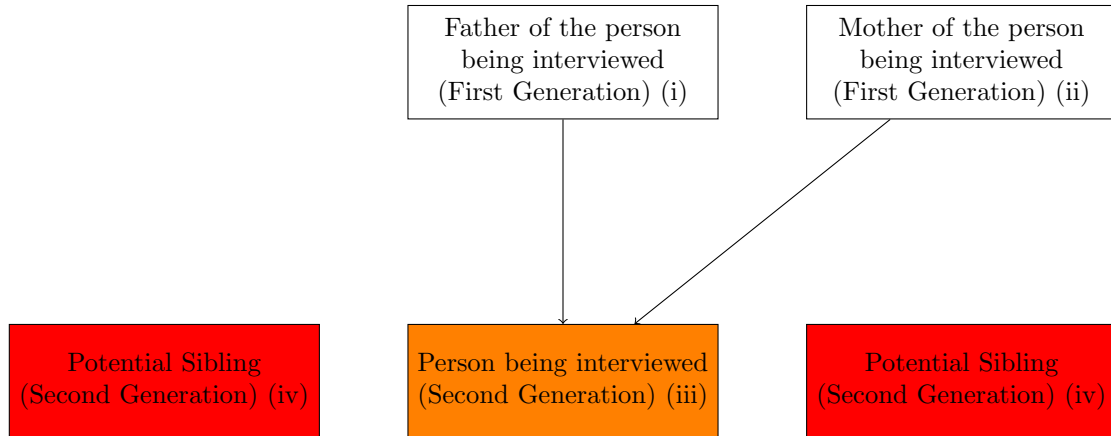 Father of the person
being interviewed
(First Generation) (i)
Mother of the person
being interviewed
(First Generation) (ii)
Potential Sibling
(Second Generation) (iv)
Person being interviewed
(Second Generation) (iii)
Potential Sibling
(Second Generation) (iv)